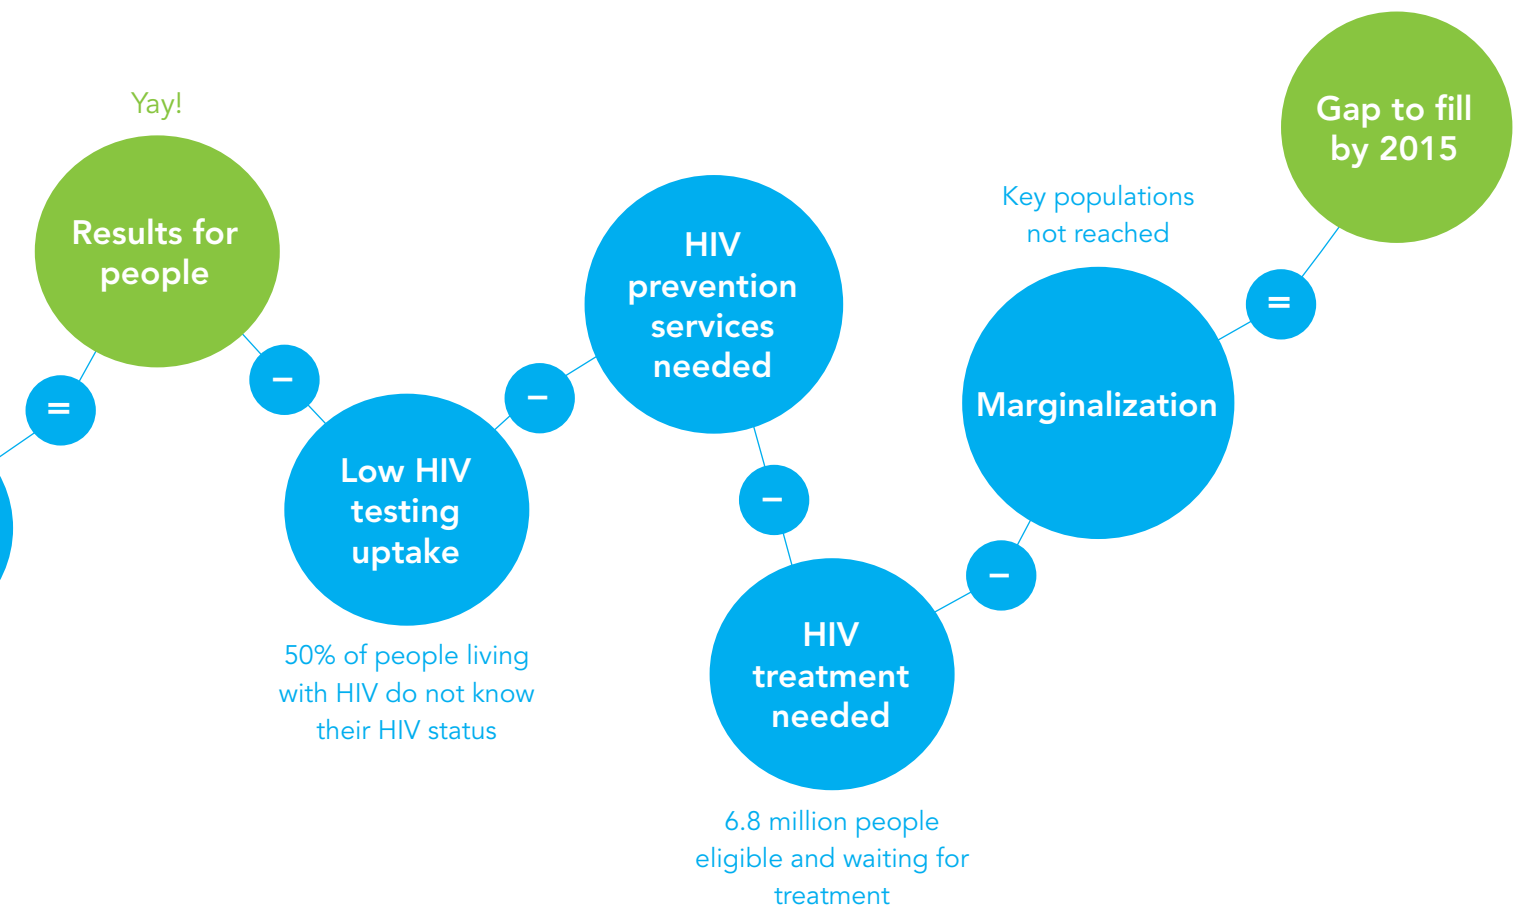 Yay!
Results for
people
=
–
Low HIV
testing
uptake
50% of people living
with HIV do not know
their HIV status
–
HIV
prevention
services
needed
–
HIV
treatment
needed
6.8 million people
eligible and waiting for
treatment
–
Key populations
not reached
Marginalization
=
Gap to fill
by 2015